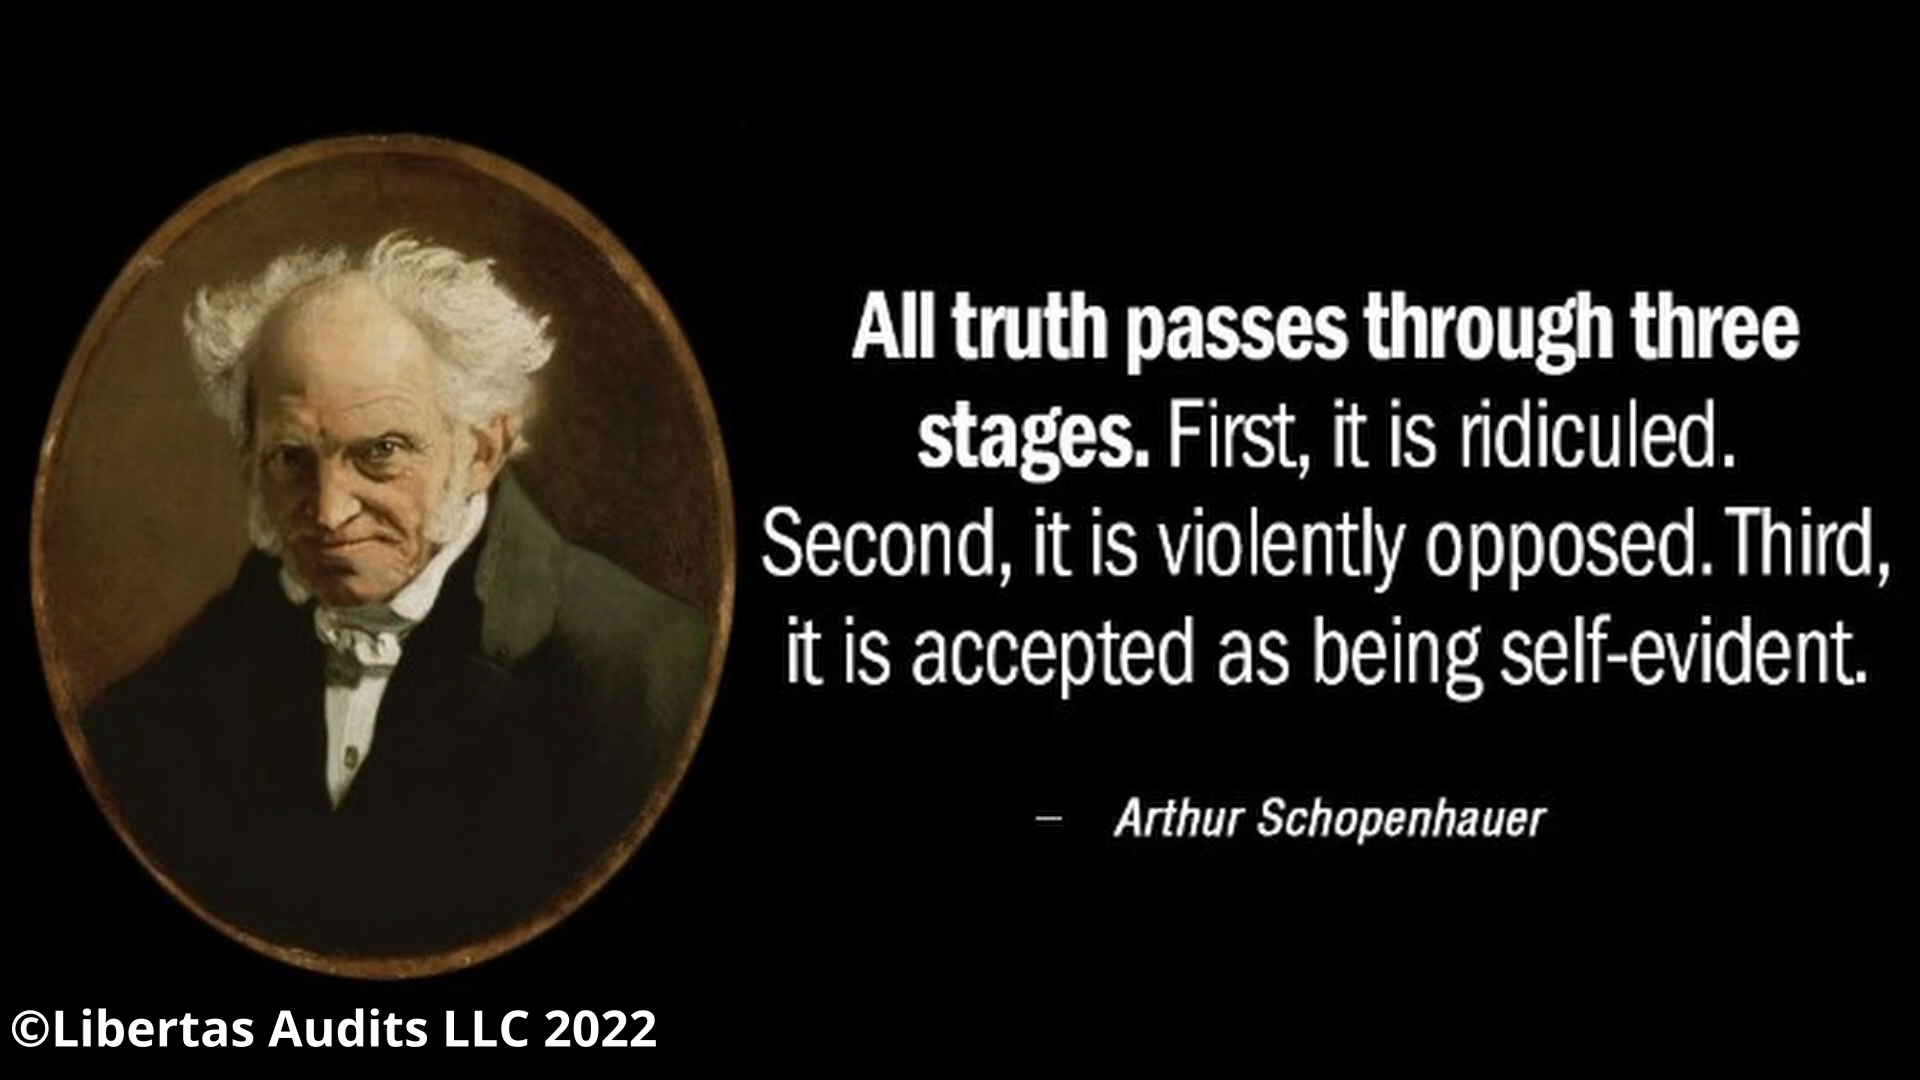 All truth passes through three
stages. First, it is ridiculed.
Second, it is violently opposed. Third,
it is accepted as being self-evident.
– Arthur Schopenhauer
©Libertas Audits LLC 2022